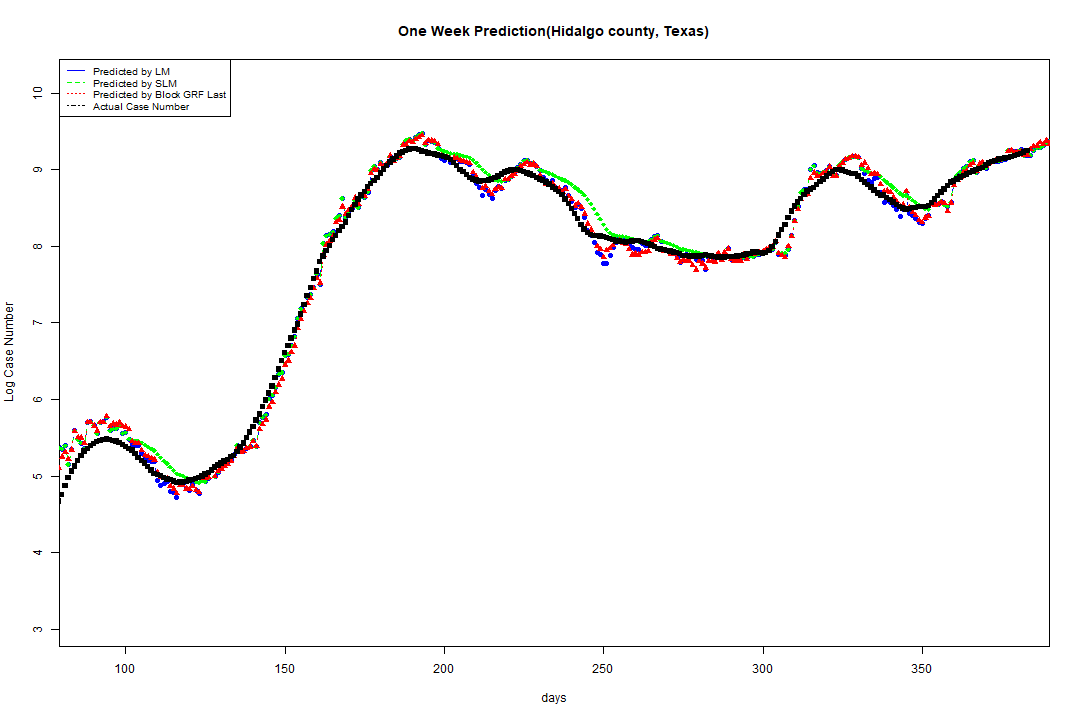 One Week Prediction(Hidalgo county, Texas)
Predicted by LM
Predicted by SLM
Predicted by Block GRF Last
Actual Case Number
Log Case Number
10
9
8
7
6
5
4
3
100 150 200 250 300 350
days